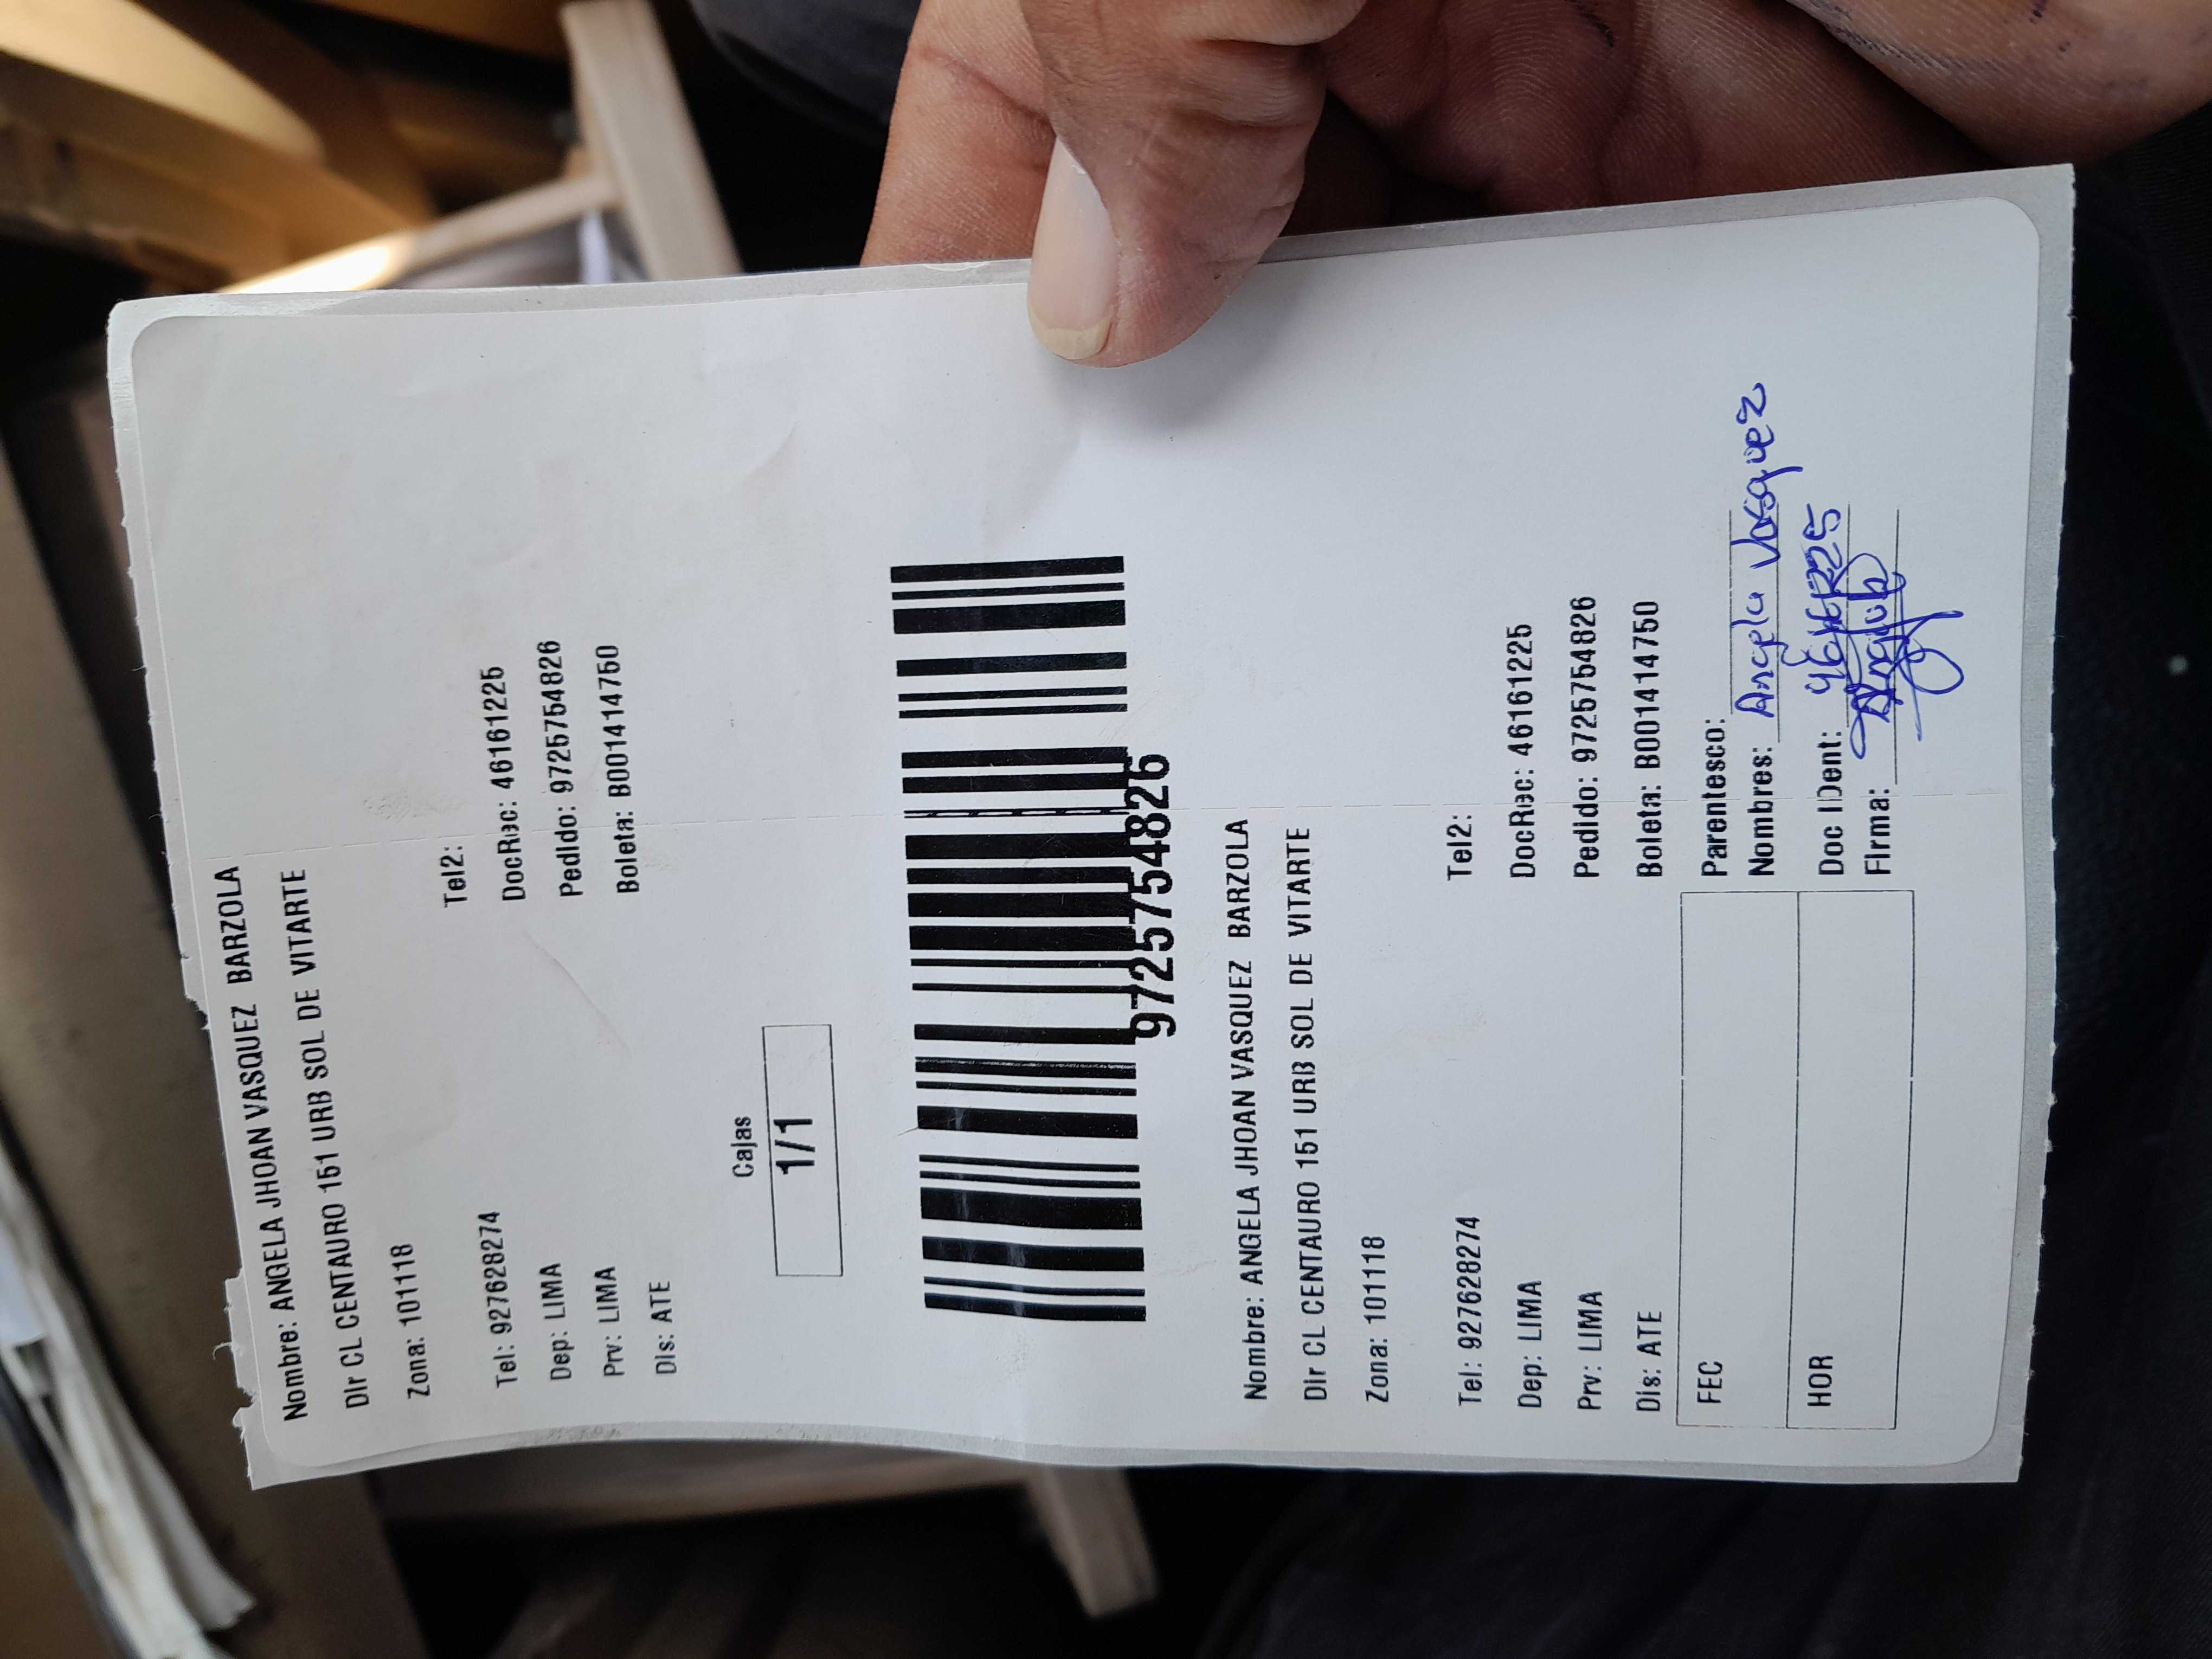 Nombre: ANGELA JHOAN VASQUEZ BARZOLA
Dir CL CENTAURO 151 URB SOL DE VITARTE
Zona: 101118
Tel: 927628274 Tel2:
Dep: LIMA DocRec: 46161225
Prv: LIMA Pedido: 9725754826
Dis: ATE Boleta: B001414750
Cajas
1/1
9725754826
Nombre: ANGELA JHOAN VASQUEZ BARZOLA
Dir CL CENTAURO 151 URB SOL DE VITARTE
Zona: 101118
Tel: 927628274 Tel2:
Dep: LIMA DocRec: 46161225
Prv: LIMA Pedido: 9725754826
Dis: ATE Boleta: B001414750
FEC Parentesco:
Nombres: Angela Vasquez
HOR Doc IDent:
Firma: